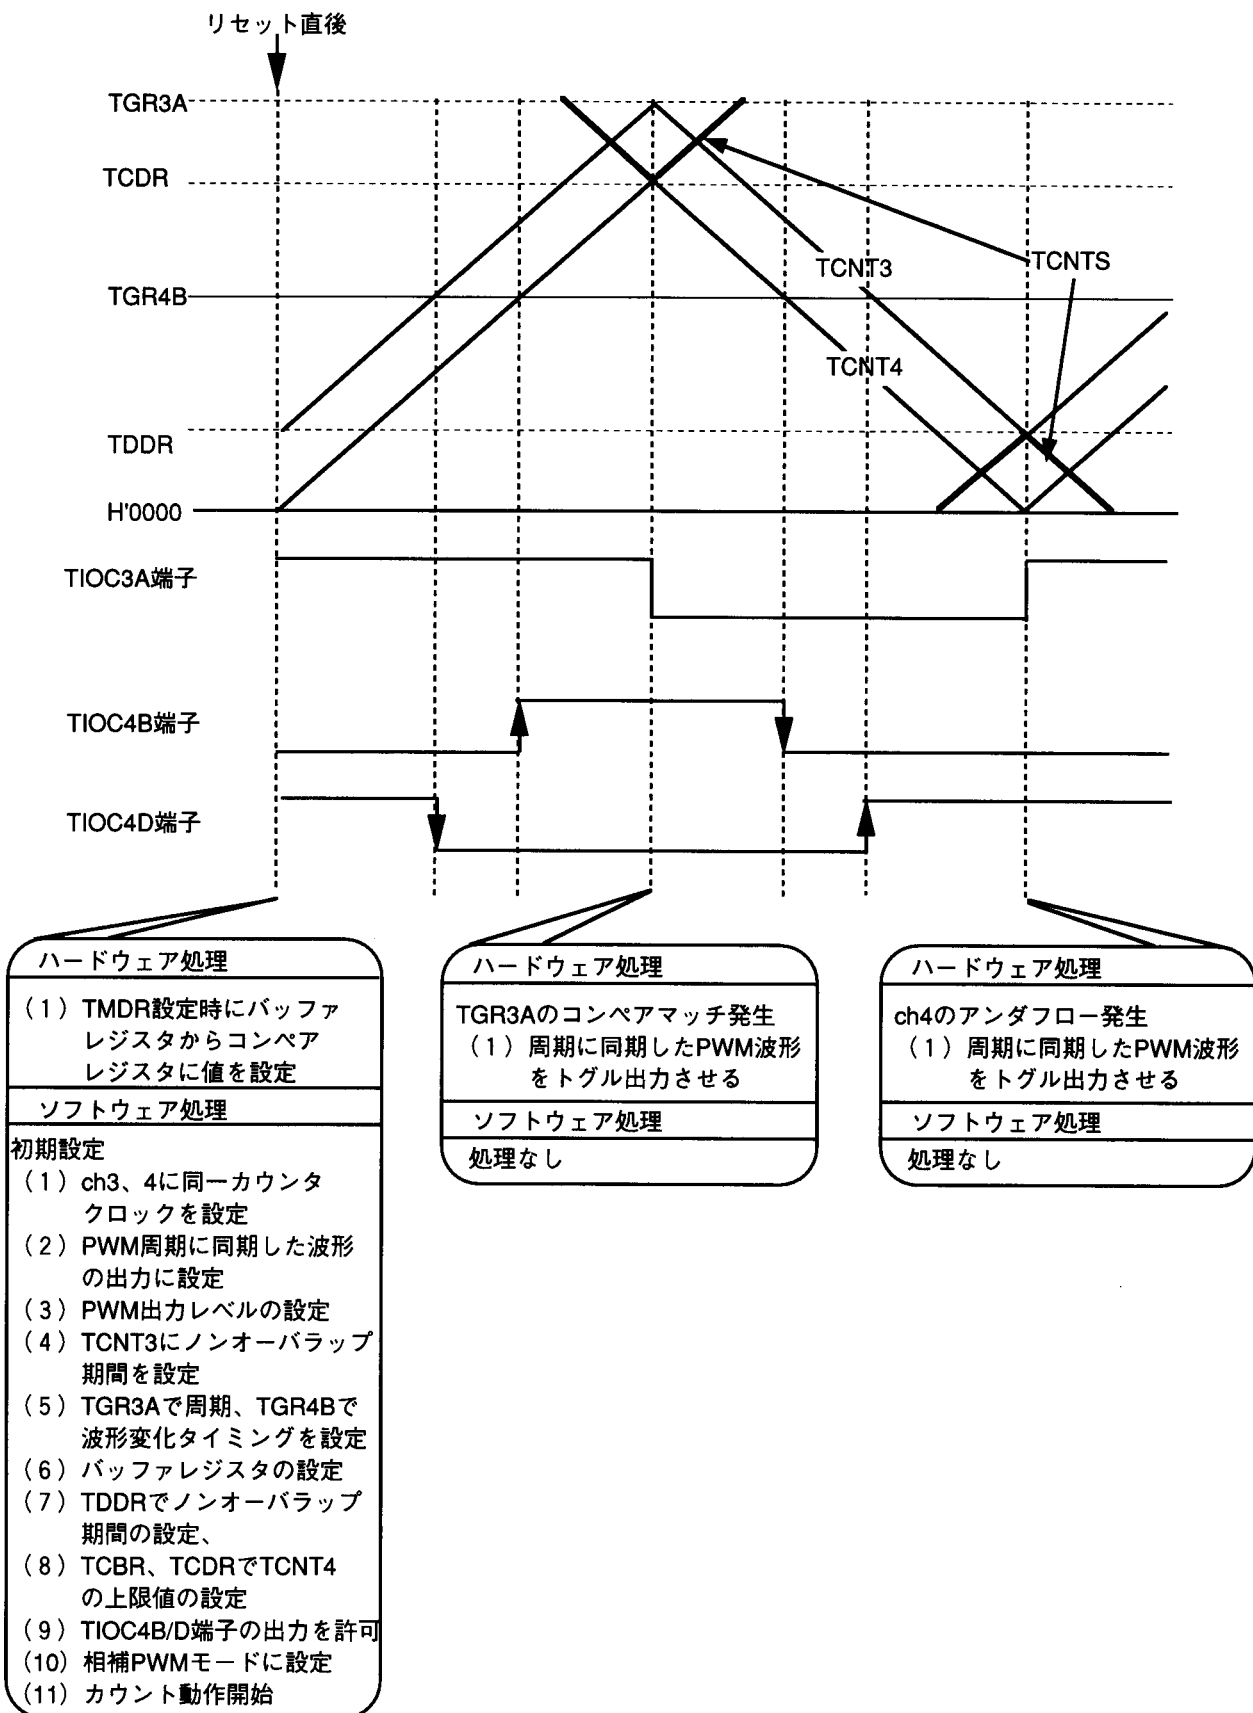 リセット直後
TGR3A
TCDR
TCNT3
TCNTS
TGR4B
TCNT4
TDDR
H'0000
TIOC3A端子
TIOC4B端子
TIOC4D端子
ハードウェア処理
(1) TMDR設定時にバッファ
レジスタからコンペア
レジスタに値を設定
ソフトウェア処理
初期設定
(1) ch3、4に同一カウンタ
クロックを設定
(2) PWM周期に同期した波形
の出力に設定
(3) PWM出力レベルの設定
(4) TCNT3にノンオーバラップ
期間を設定
(5) TGR3Aで周期、TGR4Bで
波形変化タイミングを設定
(6) バッファレジスタの設定
(7) TDDRでノンオーバラップ
期間の設定、
(8) TCBR、TCDRでTCNT4
の上限値の設定
(9) TIOC4B/D端子の出力を許可
(10) 相補PWMモードに設定
(11) カウント動作開始
ハードウェア処理
TGR3Aのコンペアマッチ発生
(1) 周期に同期したPWM波形
をトグル出力させる
ソフトウェア処理
処理なし
ハードウェア処理
ch4のアンダフロー発生
(1) 周期に同期したPWM波形
をトグル出力させる
ソフトウェア処理
処理なし